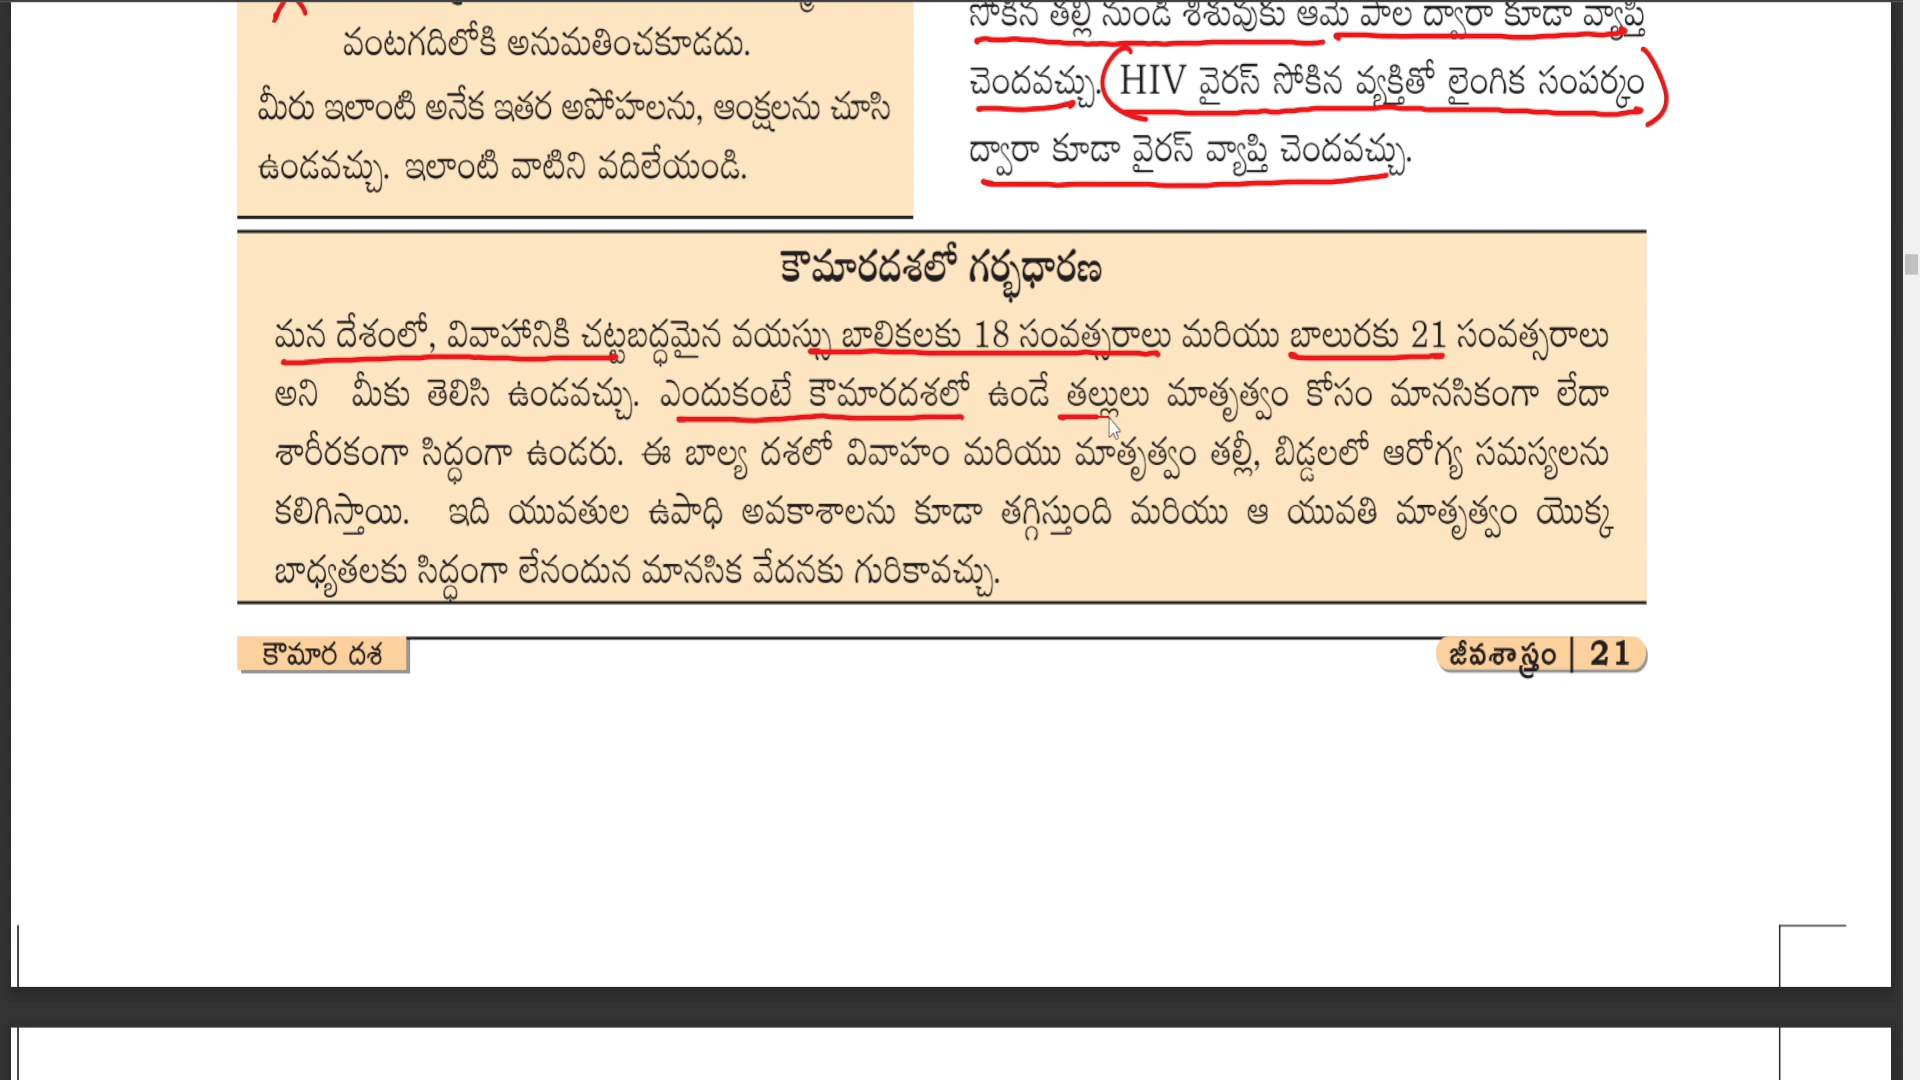 వంటగదిలోకి అనుమతించకూడదు.
మీరు ఇలాంటి అనేక ఇతర అపోహలను, ఆంక్షలను చూసి
ఉండవచ్చు. ఇలాంటి వాటిని వదిలేయండి.
సోకిన తల్లి నుండి శిశువుకు ఆమె పాల ద్వారా కూడా వ్యాప్తి
చెందవచ్చు. HIV వైరస్ సోకిన వ్యక్తితో లైంగిక సంపర్కం
ద్వారా కూడా వైరస్ వ్యాప్తి చెందవచ్చు.
కౌమారదశలో గర్భధారణ
మన దేశంలో, వివాహానికి చట్టబద్ధమైన వయస్సు బాలికలకు 18 సంవత్సరాలు మరియు బాలురకు 21 సంవత్సరాలు
అని మీకు తెలిసి ఉండవచ్చు. ఎందుకంటే కౌమారదశలో ఉండే తల్లులు మాతృత్వం కోసం మానసికంగా లేదా
శారీరకంగా సిద్ధంగా ఉండరు. ఈ బాల్య దశలో వివాహం మరియు మాతృత్వం తల్లీ, బిడ్డలలో ఆరోగ్య సమస్యలను
కలిగిస్తాయి. ఇది యువతుల ఉపాధి అవకాశాలను కూడా తగ్గిస్తుంది మరియు ఆ యువతి మాతృత్వం యొక్క
బాధ్యతలకు సిద్ధంగా లేనందున మానసిక వేదనకు గురికావచ్చు.
కౌమార దశ
జీవశాస్త్రం | 21